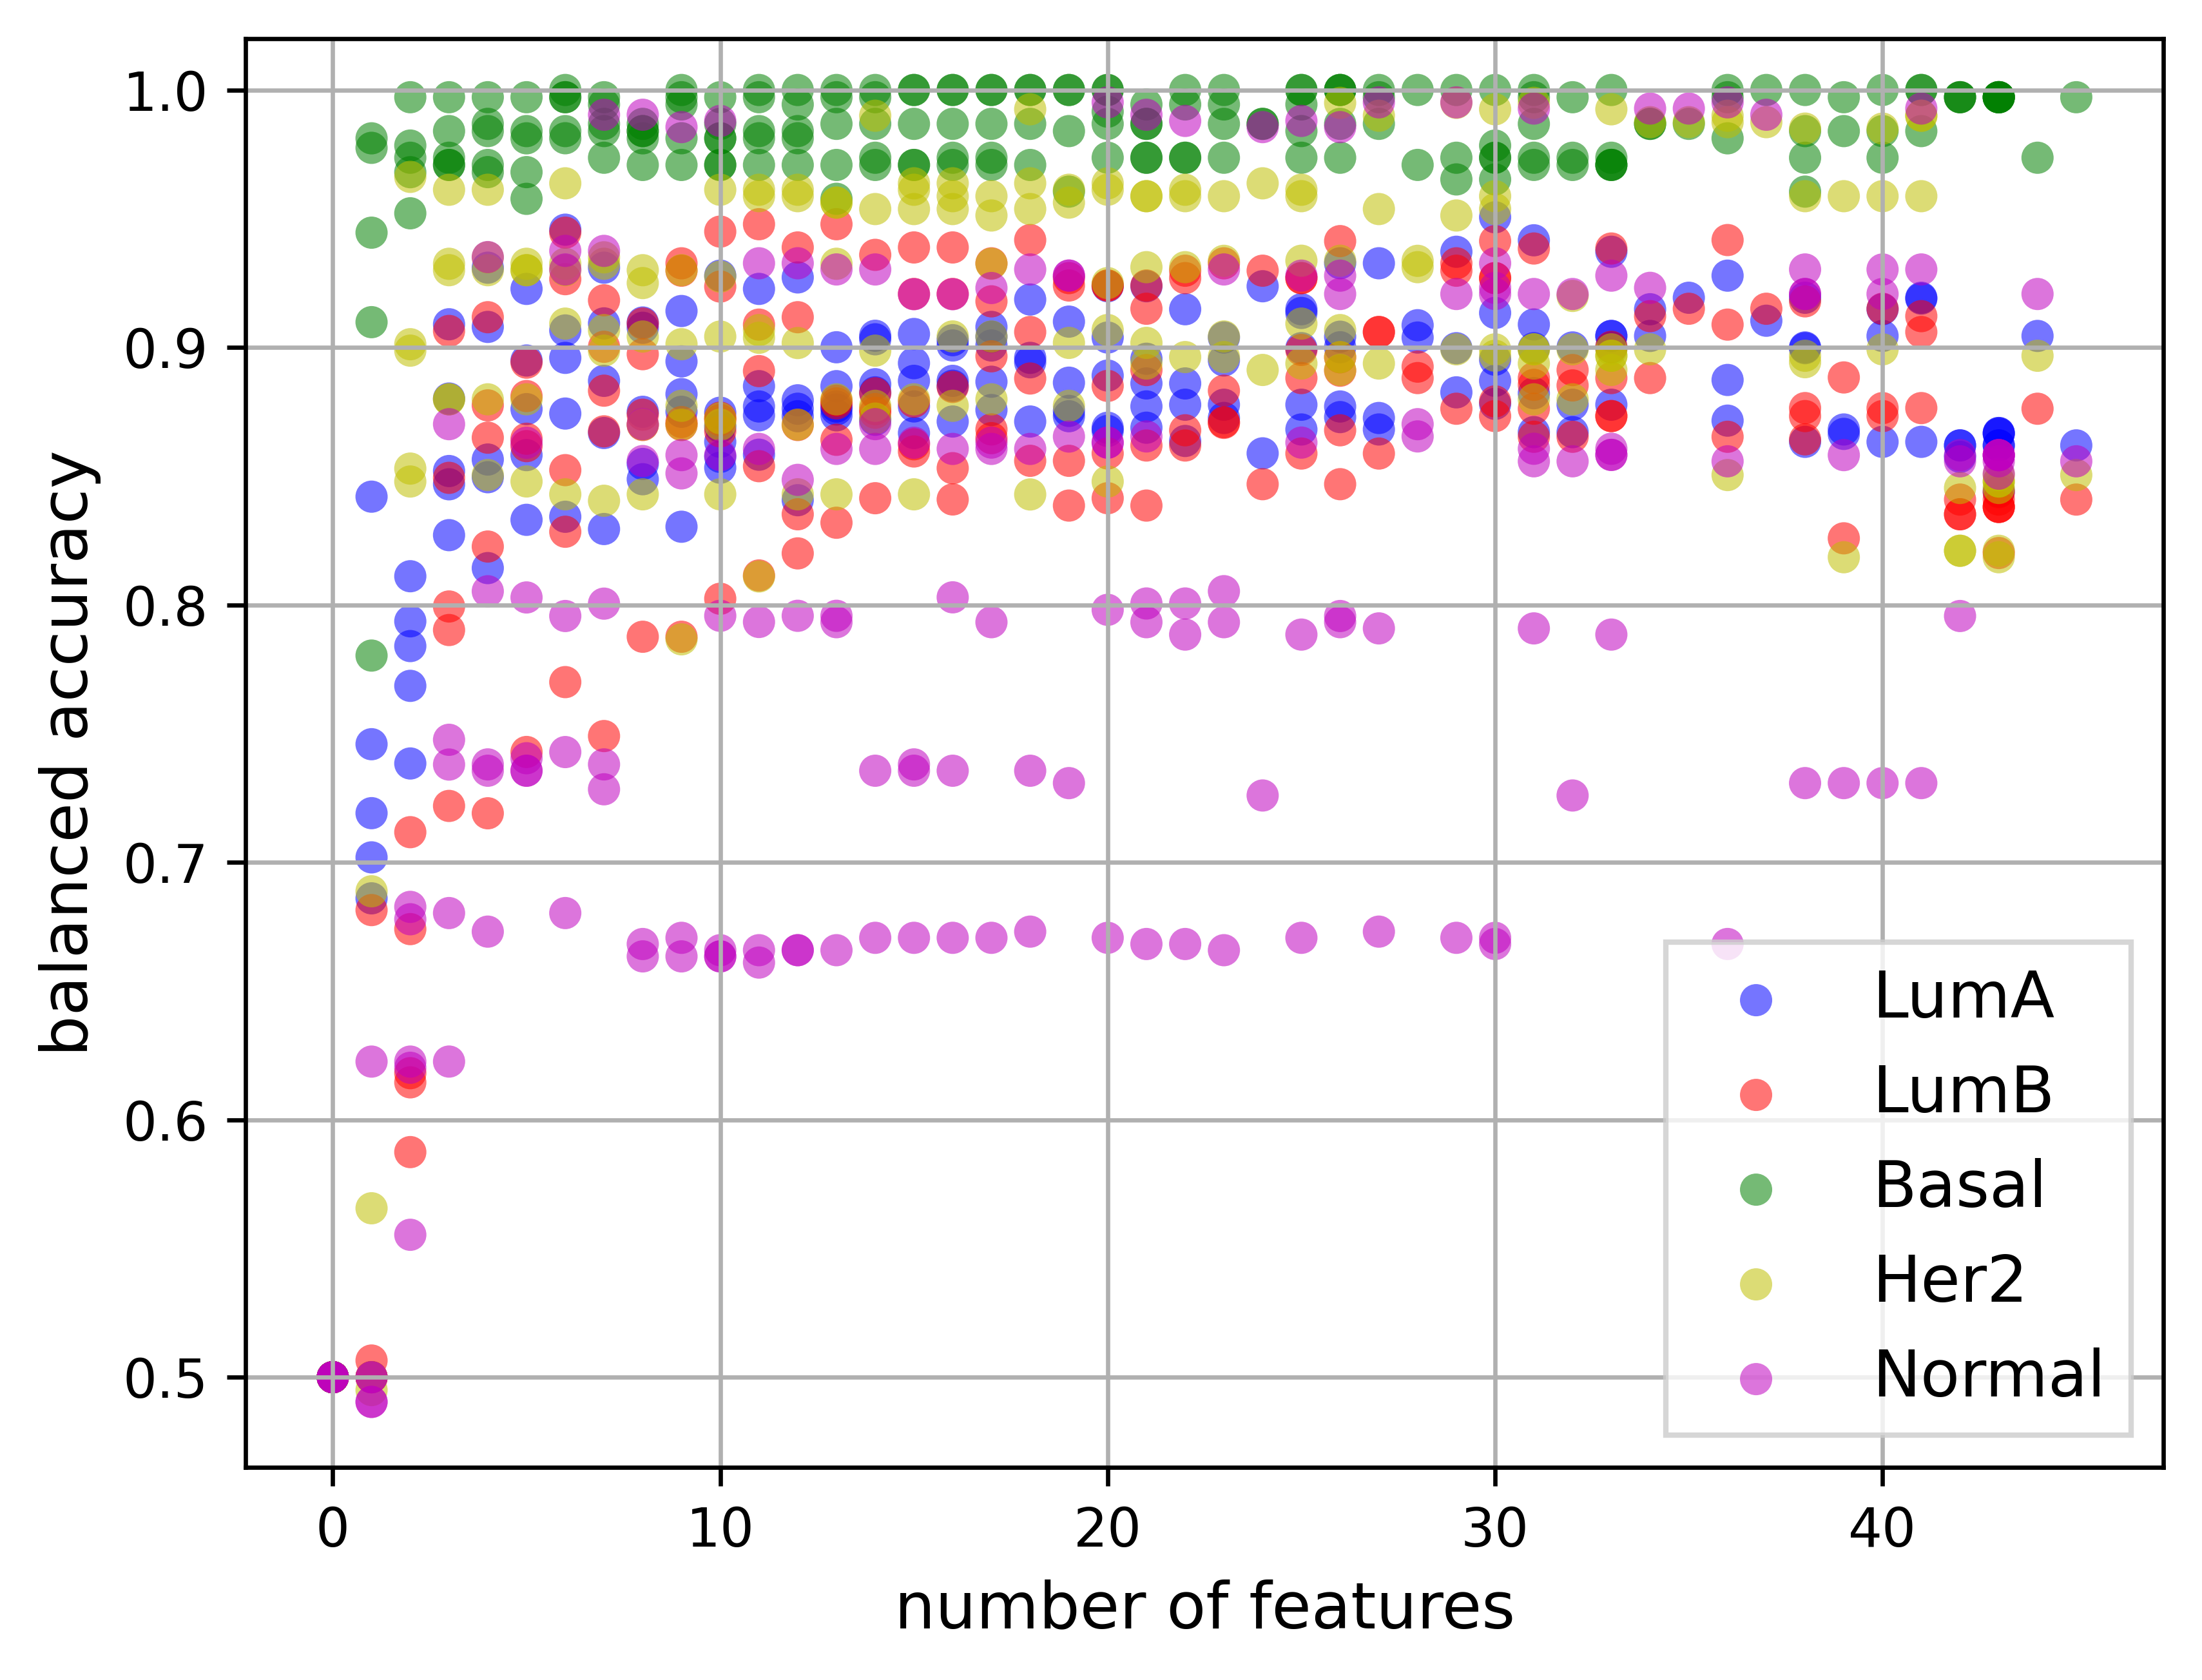 1.0
0.9
0.8
0.7
0.6
0.5
balanced accuracy
LumA
LumB
Basal
Her2
Normal
0 10 20 30 40
number of features